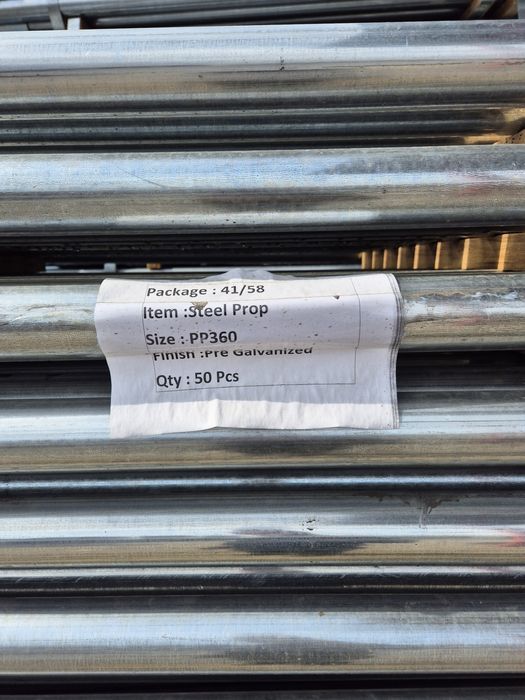 Package : 41/58
Item :Steel Prop
Size : PP360
Finish :Pre Galvanized
Qty : 50 Pcs